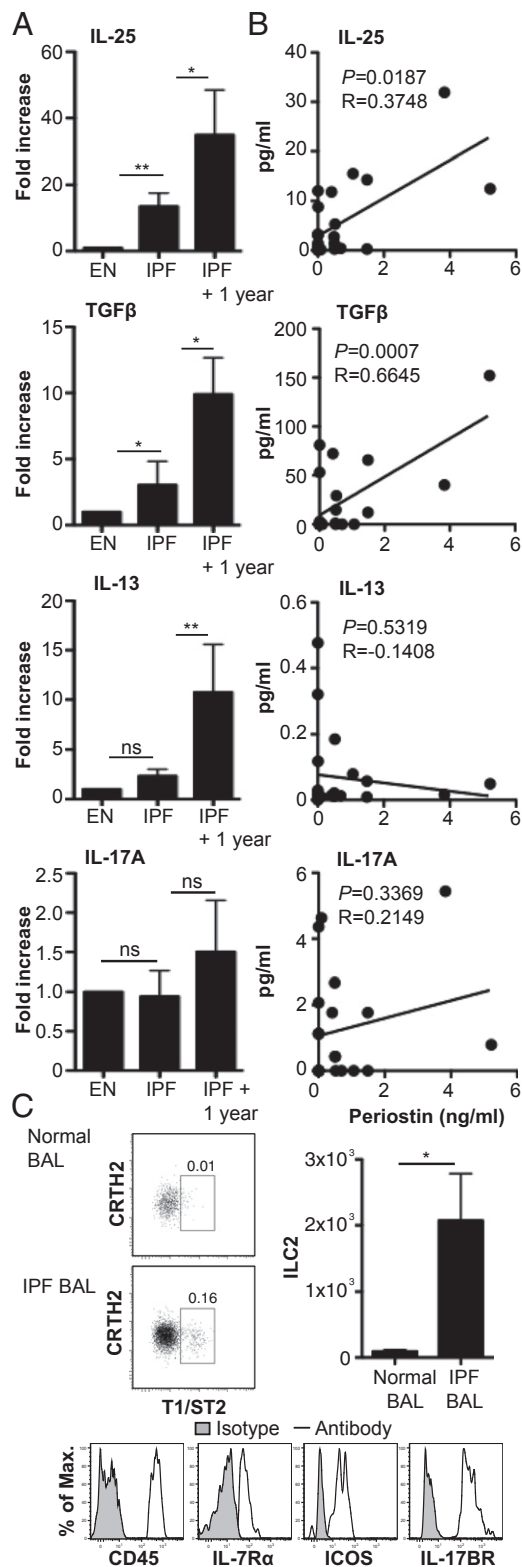 A
IL-25
Fold increase
60
40
20
0
**
*
EN
IPF
IPF
+ 1 year
TGFβ
Fold increase
15
10
5
0
*
*
EN
IPF
IPF
+ 1 year
IL-13
Fold increase
20
15
10
5
0
ns
**
EN
IPF
IPF
+ 1 year
IL-17A
Fold increase
2.5
2.0
1.5
1.0
0.5
0
ns
ns
EN
IPF
IPF +
1 year
B
IL-25
P=0.0187
R=0.3748
pg/ml
40
30
20
10
0
0 2 4 6
TGFβ
P=0.0007
R=0.6645
pg/ml
200
150
100
50
0
0 2 4 6
IL-13
P=0.5319
R=-0.1408
pg/ml
0.6
0.4
0.2
0
0 2 4 6
IL-17A
P=0.3369
R=0.2149
pg/ml
6
4
2
0
0 2 4 6
Periostin (ng/ml)
C
Normal
BAL
CRTH2
0.01
IPF BAL
CRTH2
0.16
T1/ST2
ILC2
3x10³
2x10³
1x10³
0
*
Normal
BAL
IPF
BAL
Isotype
Antibody
% of Max.
CD45
IL-7Rα
ICOS
IL-17BR